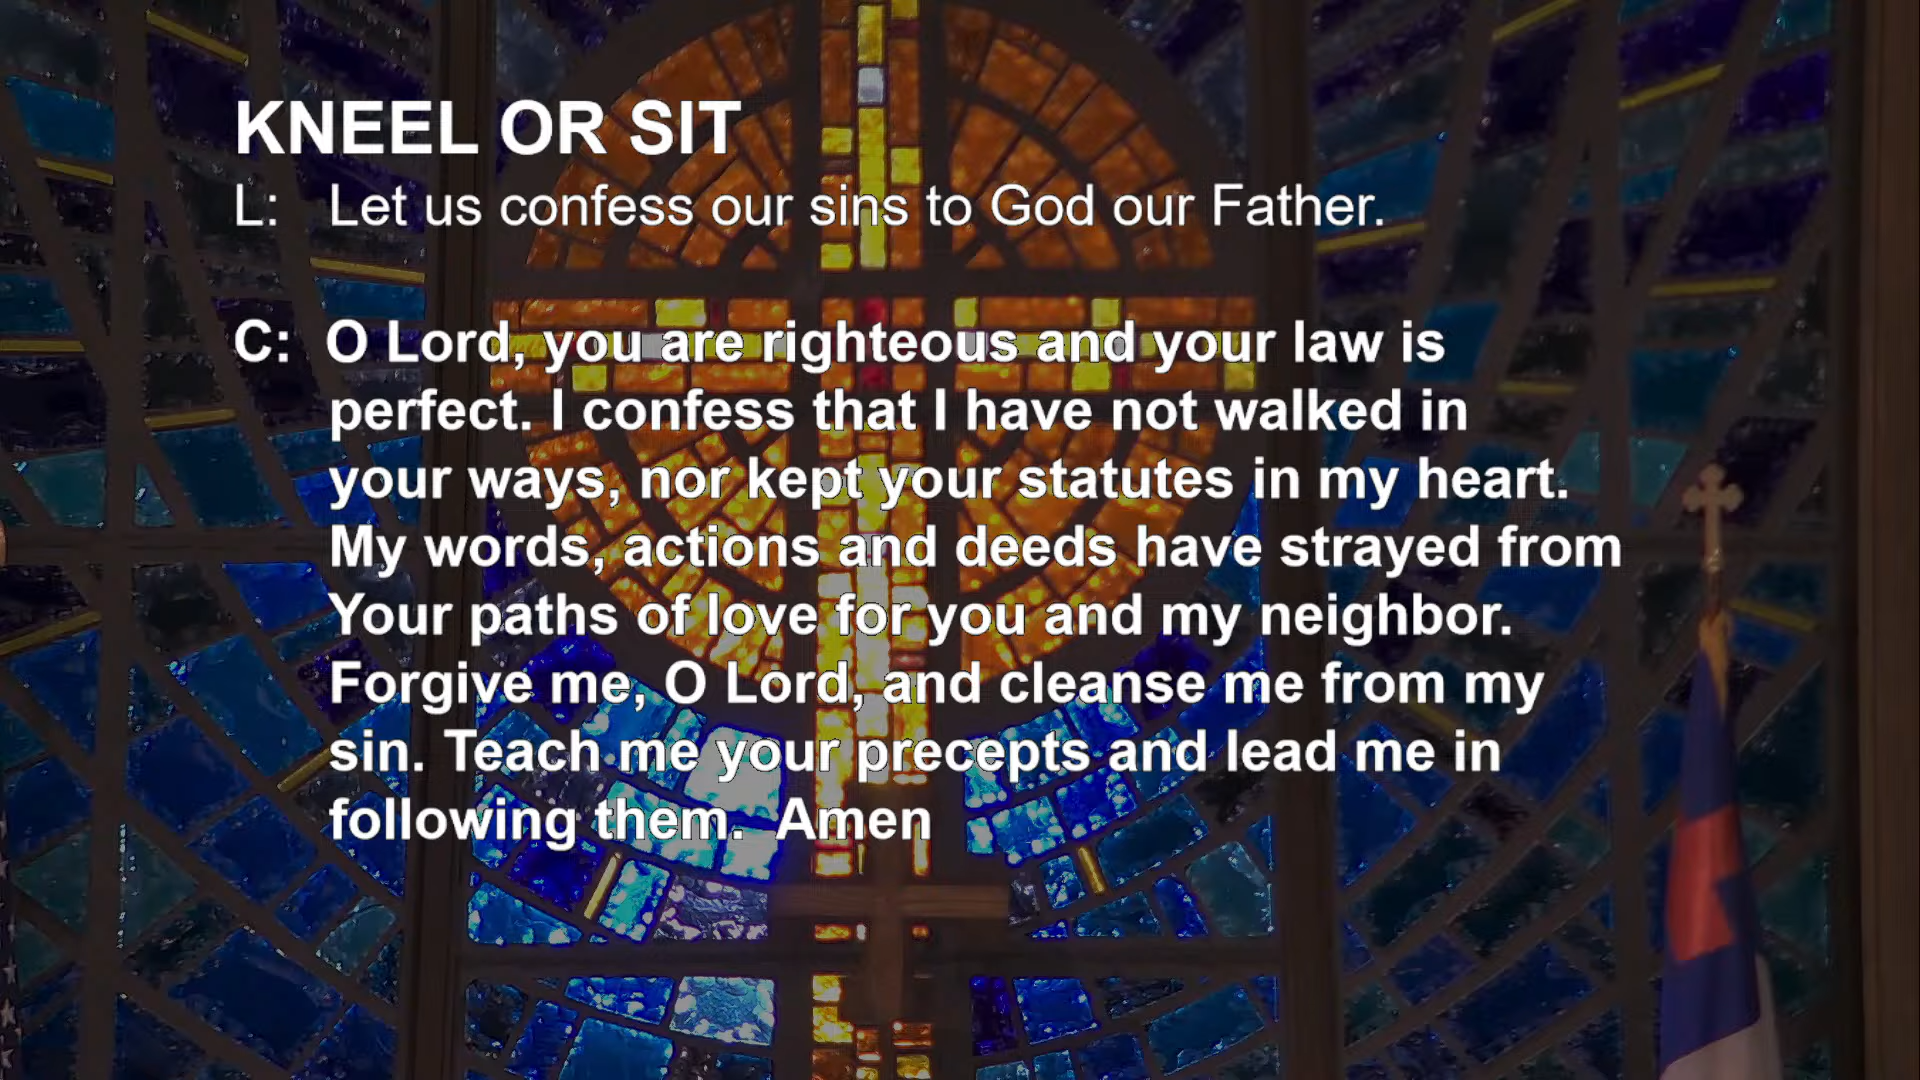 KNEEL OR SIT
L: Let us confess our sins to God our Father.
C: O Lord, you are righteous and your law is
perfect. I confess that I have not walked in
your ways, nor kept your statutes in my heart.
My words, actions and deeds have strayed from
Your paths of love for you and my neighbor.
Forgive me, O Lord, and cleanse me from my
sin. Teach me your precepts and lead me in
following them.  Amen